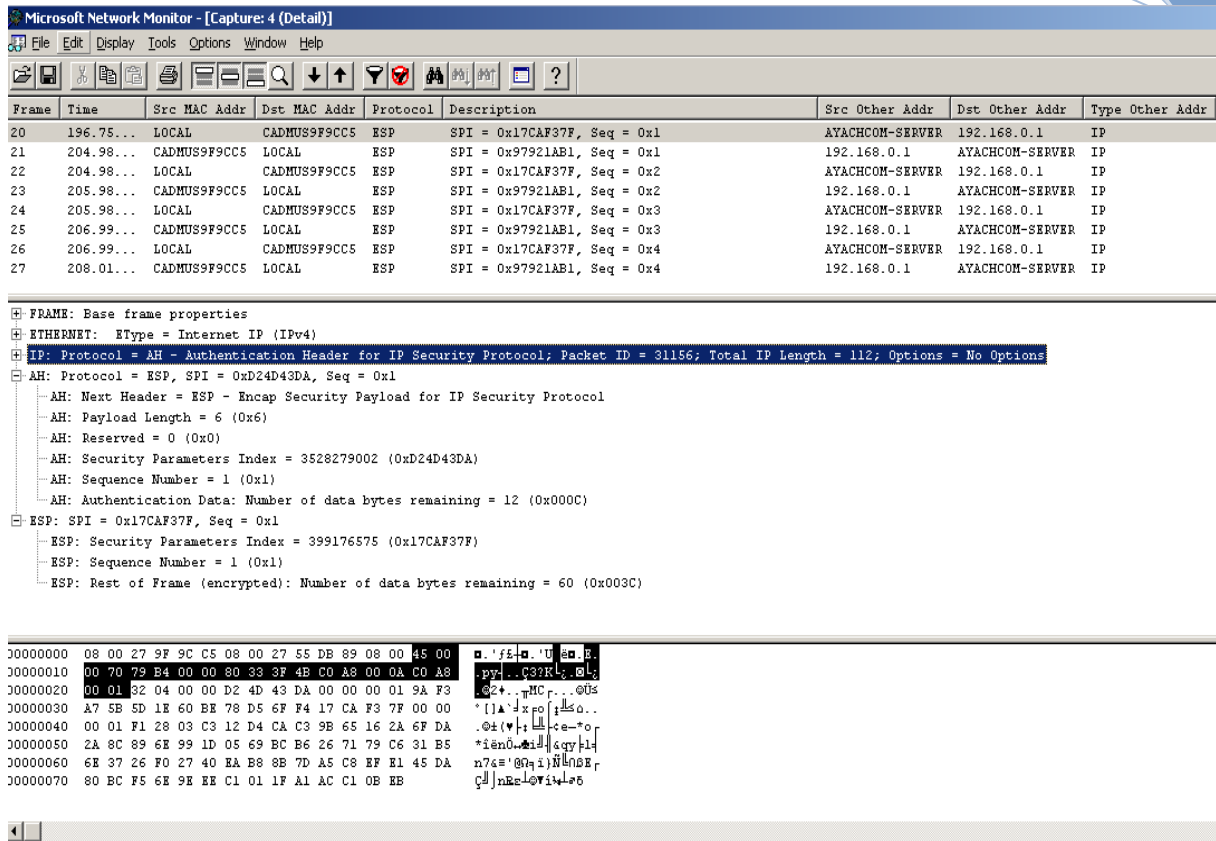 Microsoft Network Monitor - [Capture: 4 (Detail)]
File Edit Display Tools Options Window Help
Frame Time Src MAC Addr Dst MAC Addr Protocol Description Src Other Addr Dst Other Addr Type Other Addr
20 196.75... LOCAL CADMUS9F9CC5 ESP SPI = 0x17CAF37F, Seq = 0x1 AYACHCOM-SERVER 192.168.0.1 IP
21 204.98... CADMUS9F9CC5 LOCAL ESP SPI = 0x97921AB1, Seq = 0x1 192.168.0.1 AYACHCOM-SERVER IP
22 204.98... LOCAL CADMUS9F9CC5 ESP SPI = 0x17CAF37F, Seq = 0x2 AYACHCOM-SERVER 192.168.0.1 IP
23 205.98... CADMUS9F9CC5 LOCAL ESP SPI = 0x97921AB1, Seq = 0x2 192.168.0.1 AYACHCOM-SERVER IP
24 205.98... LOCAL CADMUS9F9CC5 ESP SPI = 0x17CAF37F, Seq = 0x3 AYACHCOM-SERVER 192.168.0.1 IP
25 206.99... CADMUS9F9CC5 LOCAL ESP SPI = 0x97921AB1, Seq = 0x3 192.168.0.1 AYACHCOM-SERVER IP
26 206.99... LOCAL CADMUS9F9CC5 ESP SPI = 0x17CAF37F, Seq = 0x4 AYACHCOM-SERVER 192.168.0.1 IP
27 208.01... CADMUS9F9CC5 LOCAL ESP SPI = 0x97921AB1, Seq = 0x4 192.168.0.1 AYACHCOM-SERVER IP
FRAME: Base frame properties
ETHERNET: EType = Internet IP (IPv4)
IP: Protocol = AH - Authentication Header for IP Security Protocol; Packet ID = 31156; Total IP Length = 112; Options = No Options
AH: Protocol = ESP, SPI = 0xD24D43DA, Seq = 0x1
AH: Next Header = ESP - Encap Security Payload for IP Security Protocol
AH: Payload Length = 6 (0x6)
AH: Reserved = 0 (0x0)
AH: Security Parameters Index = 3528279002 (0xD24D43DA)
AH: Sequence Number = 1 (0x1)
AH: Authentication Data: Number of data bytes remaining = 12 (0x000C)
ESP: SPI = 0x17CAF37F, Seq = 0x1
ESP: Security Parameters Index = 399176575 (0x17CAF37F)
ESP: Sequence Number = 1 (0x1)
ESP: Rest of Frame (encrypted): Number of data bytes remaining = 60 (0x003C)
00000000 08 00 27 9F 9C C5 08 00 27 55 DB 89 08 00 45 00
00000010 00 70 79 B4 00 00 80 33 3F 4B C0 A8 00 0A C0 A8
00000020 00 01 32 04 00 00 D2 4D 43 DA 00 00 00 01 9A F3
00000030 A7 5B 5D 1E 60 BE 78 D5 6F F4 17 CA F3 7F 00 00
00000040 00 01 F1 28 03 C3 12 D4 CA C3 9B 65 16 2A 6F DA
00000050 2A 8C 89 6E 99 1D 05 69 BC B6 26 71 79 C6 31 B5
00000060 6E 37 26 F0 27 40 EA B8 8B 7D A5 C8 EF E1 45 DA
00000070 80 BC F5 6E 9E EE C1 01 1F A1 AC C1 0B EB